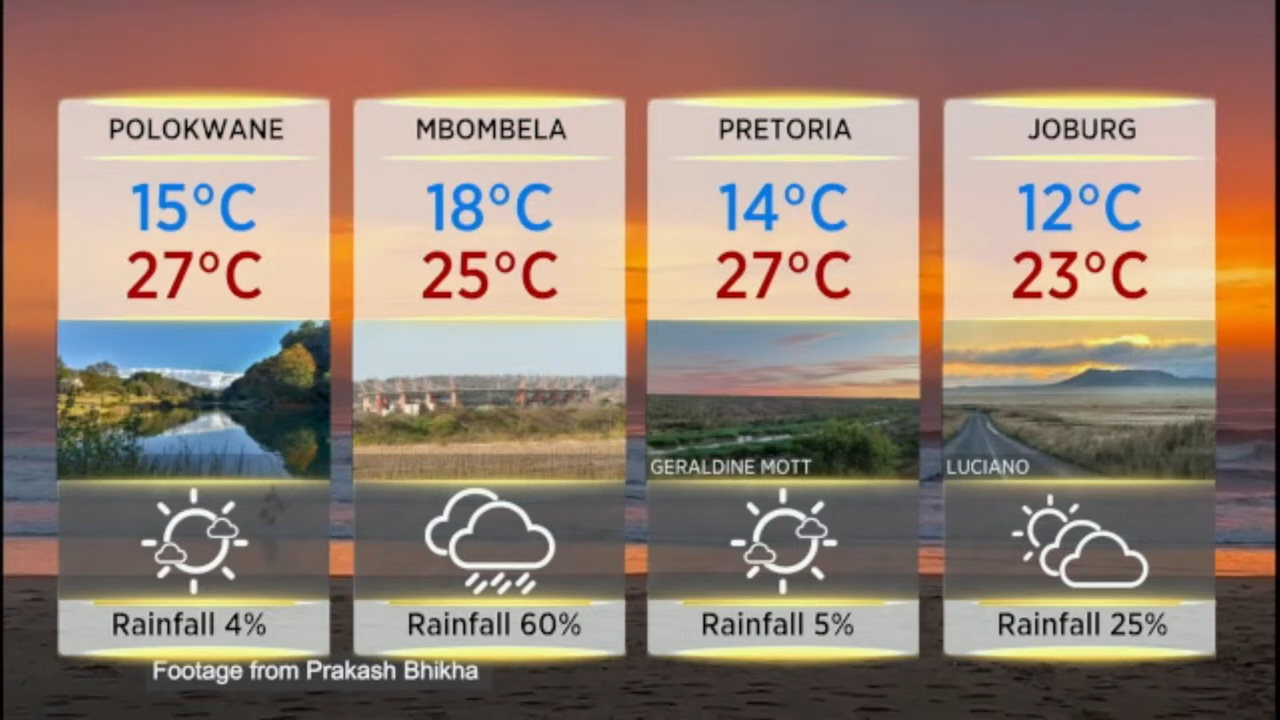 POLOKWANE
15°C
27°C
Rainfall 4%
MBOMBELA
18°C
25°C
Rainfall 60%
PRETORIA
14°C
27°C
GERALDINE MOTT
Rainfall 5%
JOBURG
12°C
23°C
LUCIANO
Rainfall 25%
Footage from Prakash Bhikha